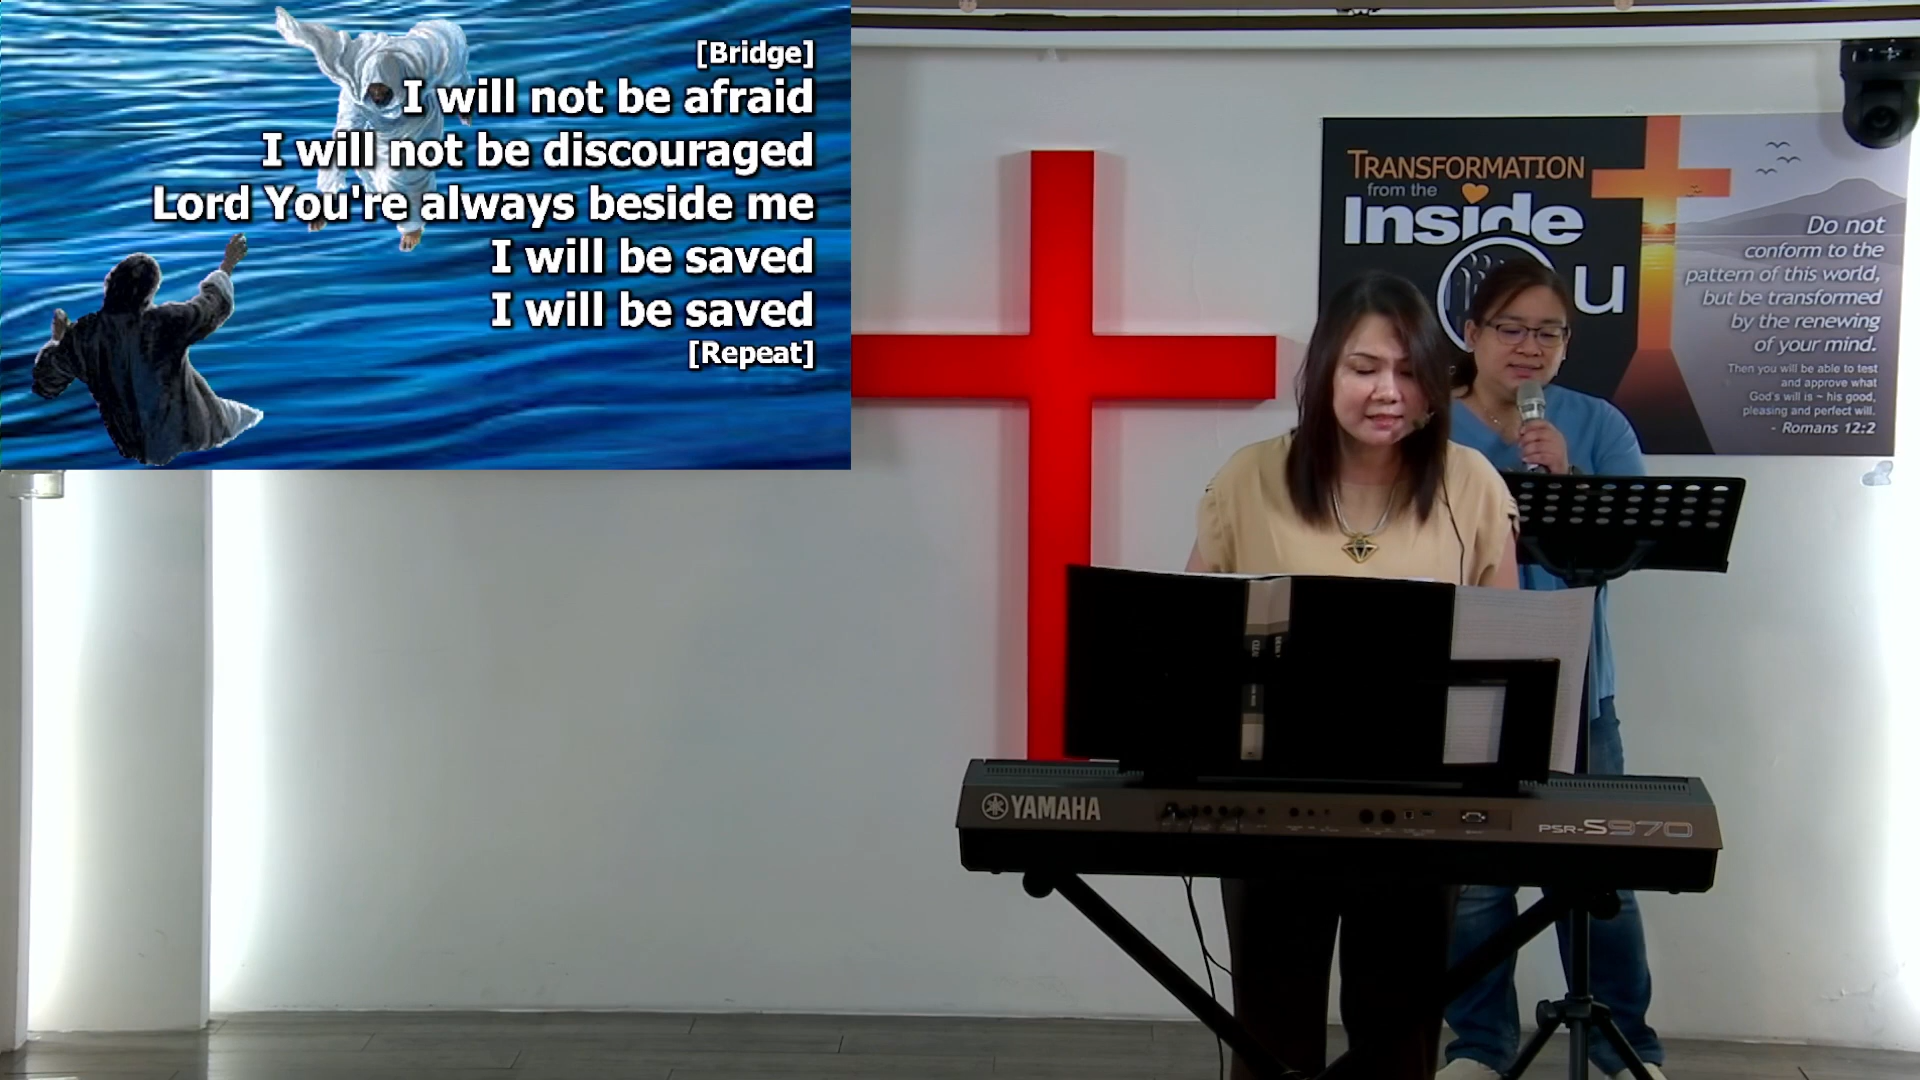 [Bridge]
I will not be afraid
I will not be discouraged
Lord You're always beside me
I will be saved
I will be saved
[Repeat]
TRANSFORMATION
from the
Inside
Ou
Do not
conform to the
pattern of this world,
but be transformed
by the renewing
of your mind.
Then you will be able to test
and approve what
God's will is ~ his good,
pleasing and perfect will.
- Romans 12:2
YAMAHA
PSR-S970